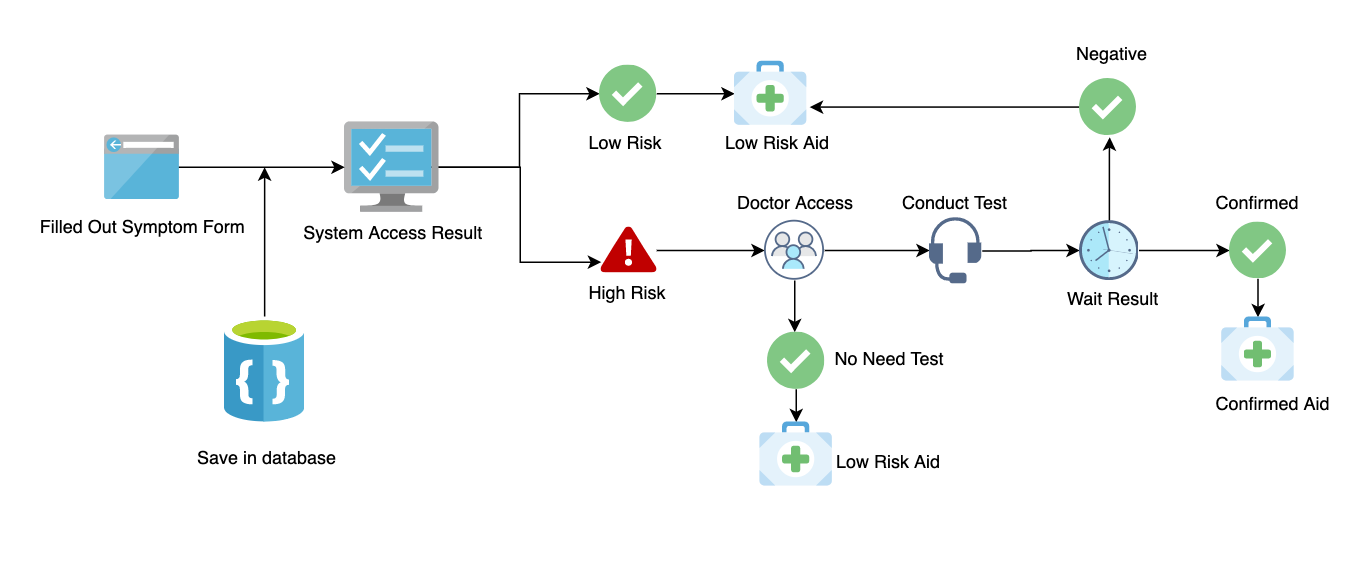 Negative
Low Risk
Low Risk Aid
Filled Out Symptom Form
System Access Result
Doctor Access
Conduct Test
Confirmed
High Risk
Wait Result
No Need Test
Confirmed Aid
Save in database
Low Risk Aid